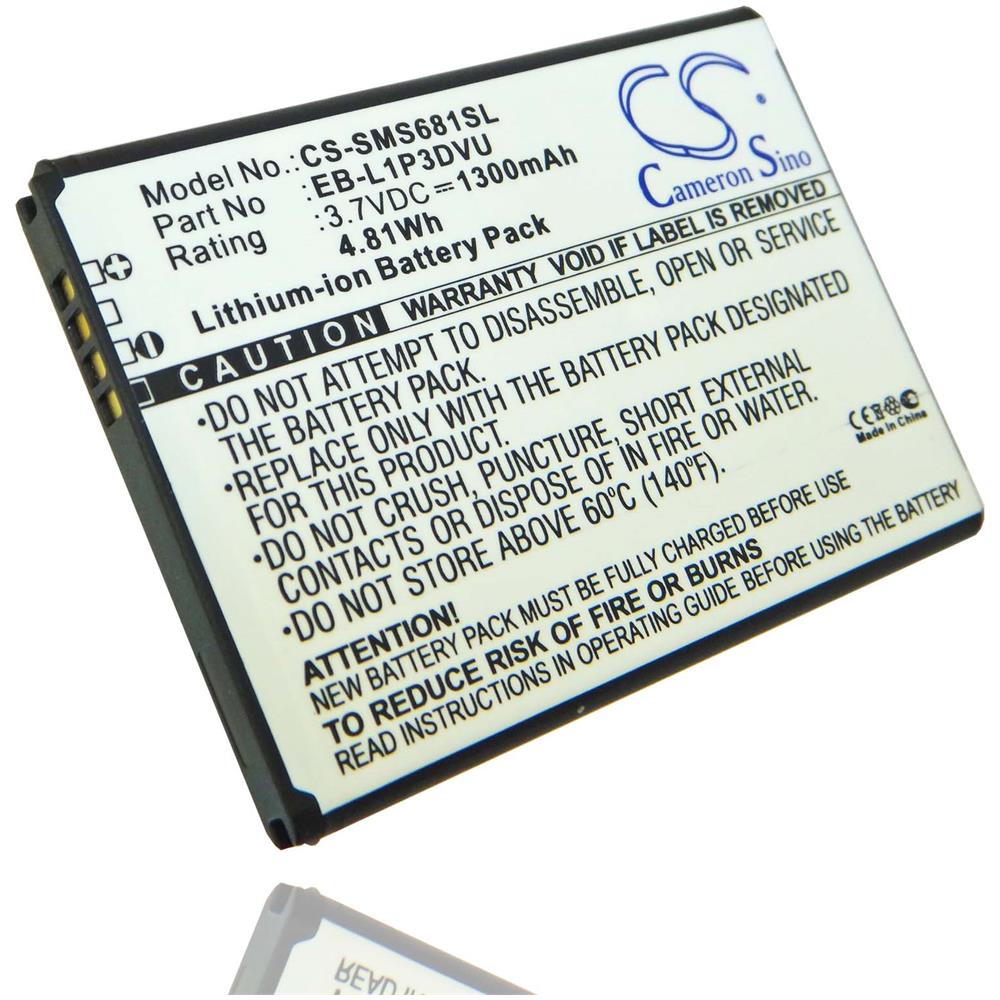 CS
Cameron Sino
Model No.: CS-SMS681SL
Part No : EB-L1P3DVU
Rating : 3.7VDC⎓1300mAh
4.81Wh
Lithium-ion Battery Pack
CAUTION WARRANTY VOID IF LABEL IS REMOVED
•DO NOT ATTEMPT TO DISASSEMBLE, OPEN OR SERVICE
THE BATTERY PACK.
•REPLACE ONLY WITH THE BATTERY PACK DESIGNATED
FOR THIS PRODUCT.
•DO NOT CRUSH, PUNCTURE, SHORT EXTERNAL
CONTACTS OR DISPOSE OF IN FIRE OR WATER.
•DO NOT STORE ABOVE 60°C (140°F).
CE
Made in China
ATTENTION!
NEW BATTERY PACK MUST BE FULLY CHARGED BEFORE USE
TO REDUCE RISK OF FIRE OR BURNS
READ INSTRUCTIONS IN OPERATING GUIDE BEFORE USING THE BATTERY